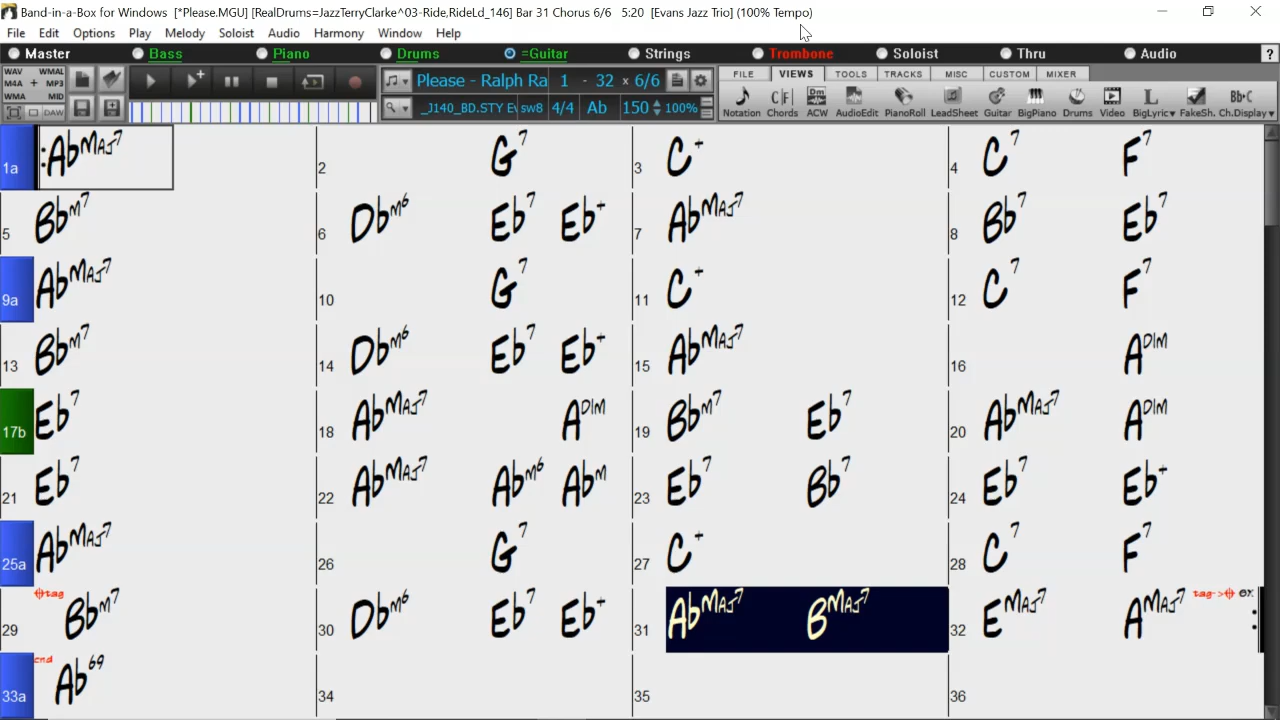 Band-in-a-Box for Windows [*Please.MGU] [RealDrums=JazzTerryClarke^03-Ride,RideLd_146] Bar 31 Chorus 6/6 5:20 [Evans Jazz Trio] (100% Tempo)
File Edit Options Play Melody Soloist Audio Harmony Window Help
Master Bass Piano Drums =Guitar Strings Trombone Soloist Thru Audio ?
WAV WMAL
M4A + MP3
WMA MID
DAW
Please - Ralph Ra 1 - 32 x 6/6
_J140_BD.STY Ev sw8 4/4 Ab 150 100%
FILE VIEWS TOOLS TRACKS MISC CUSTOM MIXER
Notation Chords ACW AudioEdit PianoRoll LeadSheet Guitar BigPiano Drums Video BigLyric FakeSh. Ch.Display
1a :AbMAJ7 2 G7 3 C+ 4 C7 F7
5 Bbm7 6 Dbm6 Eb7 Eb+ 7 AbMAJ7 8 Bb7 Eb7
9a AbMAJ7 10 G7 11 C+ 12 C7 F7
13 Bbm7 14 Dbm6 Eb7 Eb+ 15 AbMAJ7 16 ADIM
17b Eb7 18 AbMAJ7 ADIM 19 Bbm7 Eb7 20 AbMAJ7 ADIM
21 Eb7 22 AbMAJ7 Abm6 Abm 23 Eb7 Bb7 24 Eb7 Eb+
25a AbMAJ7 26 G7 27 C+ 28 C7 F7
tag tag->
29 Bbm7 30 Dbm6 Eb7 Eb+ 31 AbMAJ7 BMAJ7 32 EMAJ7 AMAJ7 :
end
33a Ab69 34 35 36